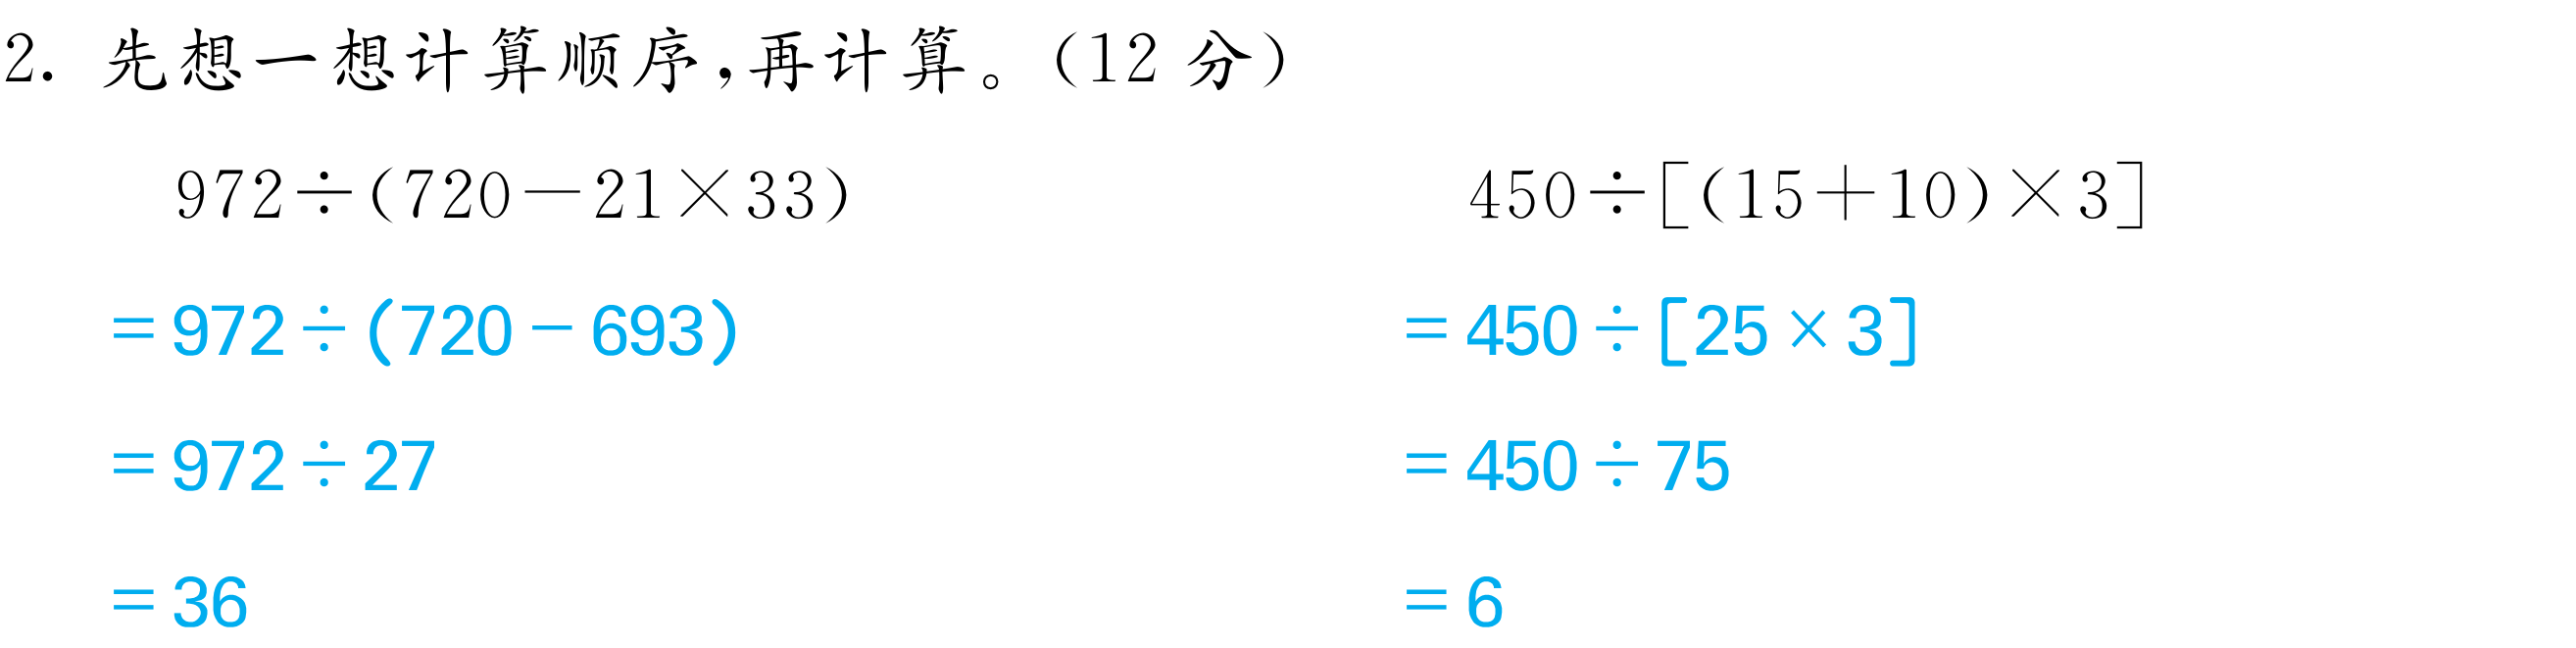 2. 先想一想计算顺序,再计算。(12 分)
972÷(720－21×33) 450÷[(15＋10)×3]
＝972÷(720－693) ＝450÷[25×3]
＝972÷27 ＝450÷75
＝36 ＝6